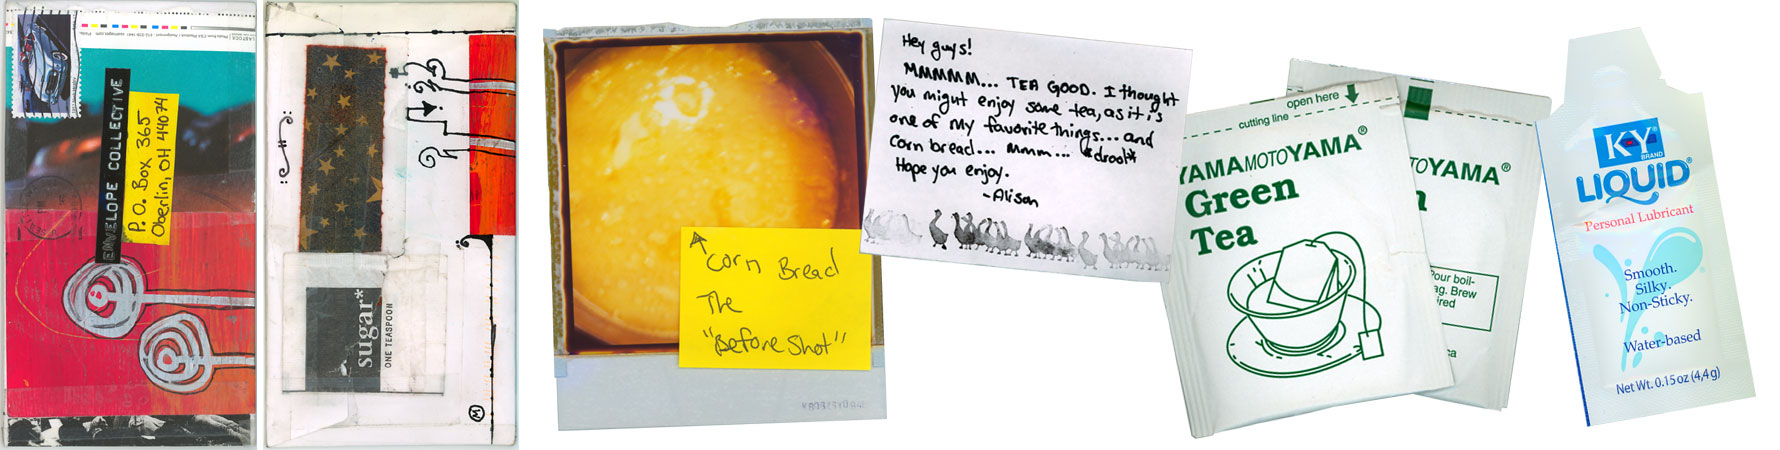 ENVELOPE COLLECTIVE
P.O. Box 365
Oberlin, OH 44074
sugar*
ONE TEASPOON
M
Corn Bread
The
"Before Shot"
Hey guys!
MMMMM... TEA GOOD. I thought
you might enjoy some tea, as it's
one of my favorite things... and
corn bread... Mmm... *drool*
Hope you enjoy.
-Alison
open here
cutting line
YAMAMOTOYAMA®
Green
Tea
TOYAMA®
n
Pour boil-
ag. Brew
ired
ca
K-Y
BRAND
LIQUID®
Personal Lubricant
Smooth.
Silky.
Non-Sticky.
Water-based
Net Wt. 0.15 oz (4,4 g)